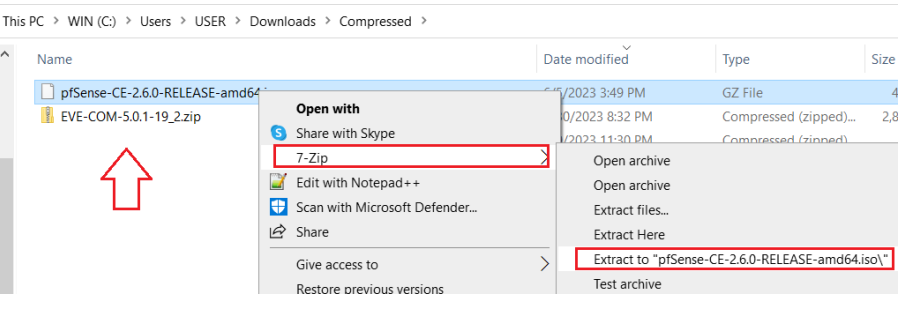 This PC > WIN (C:) > Users > USER > Downloads > Compressed >
Name Date modified Type Size
pfSense-CE-2.6.0-RELEASE-amd64 /5/2023 3:49 PM GZ File 4
EVE-COM-5.0.1-19_2.zip 0/2023 8:32 PM Compressed (zipped)... 2,8
/2023 11:30 PM Compressed (zipped)
Open with
Share with Skype
7-Zip
Edit with Notepad++
Scan with Microsoft Defender...
Share
Give access to
Restore previous versions
Open archive
Open archive
Extract files...
Extract Here
Extract to "pfSense-CE-2.6.0-RELEASE-amd64.iso\"
Test archive